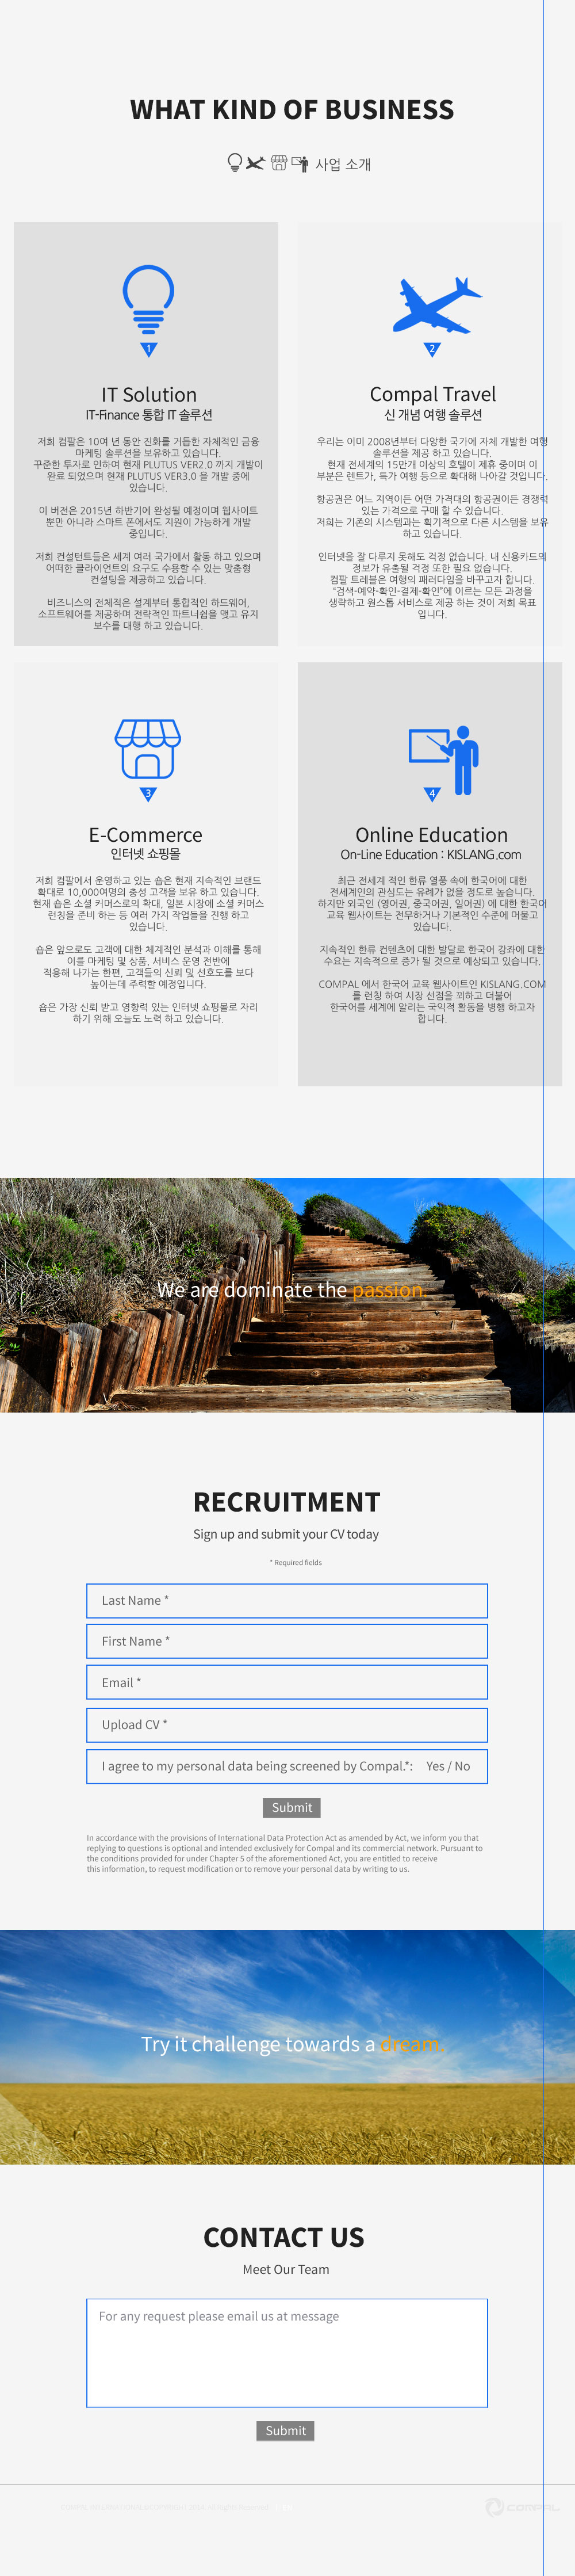 WHAT KIND OF BUSINESS
사업 소개
1
IT Solution
IT-Finance 통합 IT 솔루션
저희 컴팔은 10여 년 동안 진화를 거듭한 자체적인 금융
마케팅 솔루션을 보유하고 있습니다.
꾸준한 투자로 인하여 현재 PLUTUS VER2.0 까지 개발이
완료 되었으며 현재 PLUTUS VER3.0 을 개발 중에
있습니다.
이 버전은 2015년 하반기에 완성될 예정이며 웹사이트
뿐만 아니라 스마트 폰에서도 지원이 가능하게 개발
중입니다.
저희 컨설턴트들은 세계 여러 국가에서 활동 하고 있으며
어떠한 클라이언트의 요구도 수용할 수 있는 맞춤형
컨설팅을 제공하고 있습니다.
비즈니스의 전체적은 설계부터 통합적인 하드웨어,
소프트웨어를 제공하며 전략적인 파트너쉽을 맺고 유지
보수를 대행 하고 있습니다.
2
Compal Travel
신 개념 여행 솔루션
우리는 이미 2008년부터 다양한 국가에 자체 개발한 여행
솔루션을 제공 하고 있습니다.
현재 전세계의 15만개 이상의 호텔이 제휴 중이며 이
부분은 렌트가, 특가 여행 등으로 확대해 나아갈 것입니다.
항공권은 어느 지역이든 어떤 가격대의 항공권이든 경쟁력
있는 가격으로 구매 할 수 있습니다.
저희는 기존의 시스템과는 획기적으로 다른 시스템을 보유
하고 있습니다.
인터넷을 잘 다루지 못해도 걱정 없습니다. 내 신용카드의
정보가 유출될 걱정 또한 필요 없습니다.
컴팔 트레블은 여행의 패러다임을 바꾸고자 합니다.
“검색-예약-확인-결제-확인”에 이르는 모든 과정을
생략하고 원스톱 서비스로 제공 하는 것이 저희 목표
입니다.
3
E-Commerce
인터넷 쇼핑몰
저희 컴팔에서 운영하고 있는 숍은 현재 지속적인 브랜드
확대로 10,000여명의 충성 고객을 보유 하고 있습니다.
현재 숍은 소셜 커머스로의 확대, 일본 시장에 소셜 커머스
런칭을 준비 하는 등 여러 가지 작업들을 진행 하고
있습니다.
숍은 앞으로도 고객에 대한 체계적인 분석과 이해를 통해
이를 마케팅 및 상품, 서비스 운영 전반에
적용해 나가는 한편, 고객들의 신뢰 및 선호도를 보다
높이는데 주력할 예정입니다.
숍은 가장 신뢰 받고 영향력 있는 인터넷 쇼핑몰로 자리
하기 위해 오늘도 노력 하고 있습니다.
4
Online Education
On-Line Education : KISLANG.com
최근 전세계 적인 한류 열풍 속에 한국어에 대한
전세계인의 관심도는 유례가 없을 정도로 높습니다.
하지만 외국인 (영어권, 중국어권, 일어권) 에 대한 한국어
교육 웹사이트는 전무하거나 기본적인 수준에 머물고
있습니다.
지속적인 한류 컨텐츠에 대한 발달로 한국어 강좌에 대한
수요는 지속적으로 증가 될 것으로 예상되고 있습니다.
COMPAL 에서 한국어 교육 웹사이트인 KISLANG.COM
를 런칭 하여 시장 선점을 꾀하고 더불어
한국어를 세계에 알리는 국익적 활동을 병행 하고자
합니다.
We are dominate the passion.
RECRUITMENT
Sign up and submit your CV today
* Required fields
Last Name *
First Name *
Email *
Upload CV *
I agree to my personal data being screened by Compal.*: Yes / No
Submit
In accordance with the provisions of International Data Protection Act as amended by Act, we inform you that
replying to questions is optional and intended exclusively for Compal and its commercial network. Pursuant to
the conditions provided for under Chapter 5 of the aforementioned Act, you are entitled to receive
this information, to request modification or to remove your personal data by writing to us.
Try it challenge towards a dream.
CONTACT US
Meet Our Team
For any request please email us at message
Submit
COMPAL